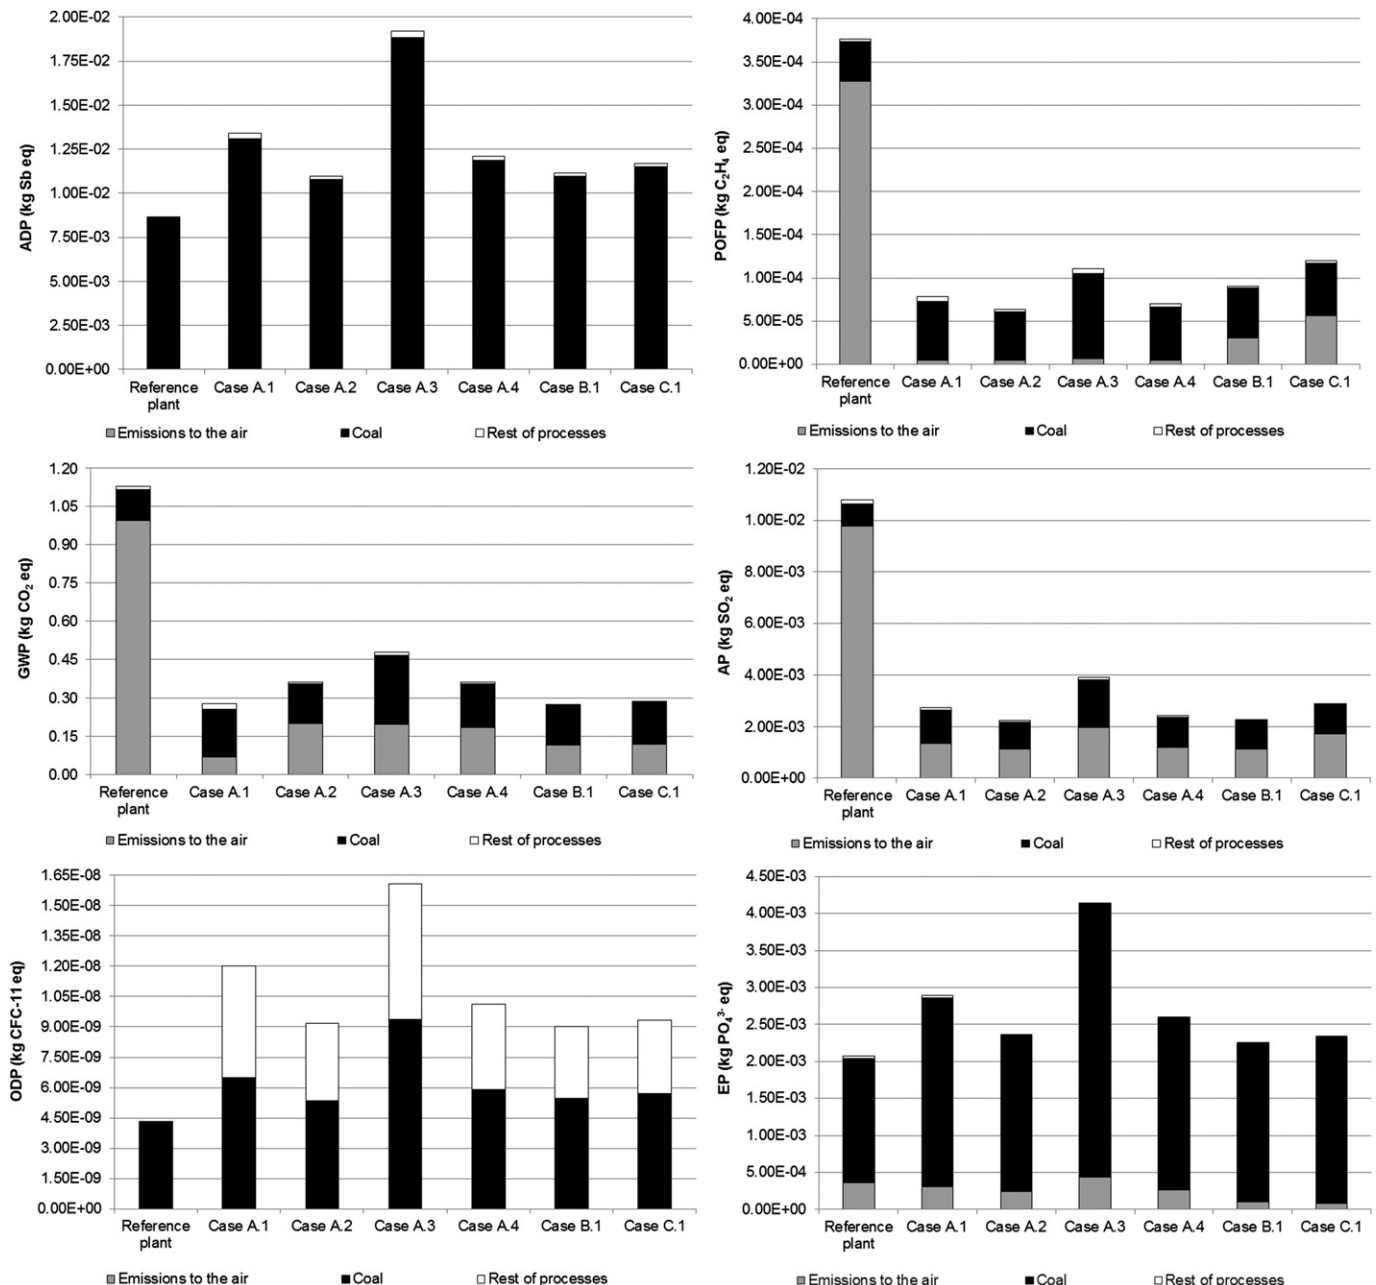 2.00E-02
1.75E-02
1.50E-02
1.25E-02
1.00E-02
7.50E-03
5.00E-03
2.50E-03
0.00E+00
ADP (kg Sb eq)
Reference plant Case A.1 Case A.2 Case A.3 Case A.4 Case B.1 Case C.1
Emissions to the air Coal Rest of processes
4.00E-04
3.50E-04
3.00E-04
2.50E-04
2.00E-04
1.50E-04
1.00E-04
5.00E-05
0.00E+00
POFP (kg C₂H₄ eq)
Reference plant Case A.1 Case A.2 Case A.3 Case A.4 Case B.1 Case C.1
Emissions to the air Coal Rest of processes
1.20
1.05
0.90
0.75
0.60
0.45
0.30
0.15
0.00
GWP (kg CO₂ eq)
Reference plant Case A.1 Case A.2 Case A.3 Case A.4 Case B.1 Case C.1
Emissions to the air Coal Rest of processes
1.20E-02
1.00E-02
8.00E-03
6.00E-03
4.00E-03
2.00E-03
0.00E+00
AP (kg SO₂ eq)
Reference plant Case A.1 Case A.2 Case A.3 Case A.4 Case B.1 Case C.1
Emissions to the air Coal Rest of processes
1.65E-08
1.50E-08
1.35E-08
1.20E-08
1.05E-08
9.00E-09
7.50E-09
6.00E-09
4.50E-09
3.00E-09
1.50E-09
0.00E+00
ODP (kg CFC-11 eq)
Reference plant Case A.1 Case A.2 Case A.3 Case A.4 Case B.1 Case C.1
Emissions to the air Coal Rest of processes
4.50E-03
4.00E-03
3.50E-03
3.00E-03
2.50E-03
2.00E-03
1.50E-03
1.00E-03
5.00E-04
0.00E+00
EP (kg PO₄³⁻ eq)
Reference plant Case A.1 Case A.2 Case A.3 Case A.4 Case B.1 Case C.1
Emissions to the air Coal Rest of processes